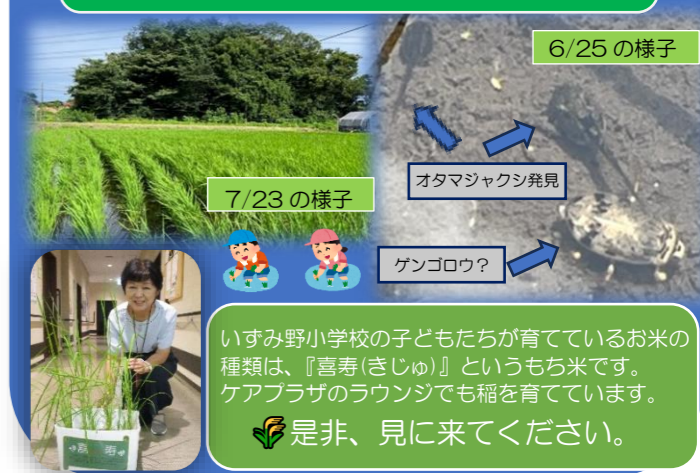 6/25 の様子
オタマジャクシ発見
7/23 の様子
ゲンゴロウ？
いずみ野小学校の子どもたちが育てているお米の
種類は、『喜寿(きじゅ)』というもち米です。
ケアプラザのラウンジでも稲を育てています。
是非、見に来てください。
喜寿